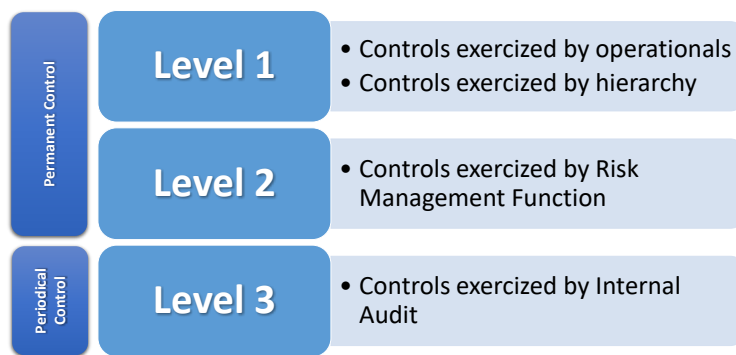 Permanent Control
Level 1
• Controls exercized by operationals
• Controls exercized by hierarchy
Level 2
• Controls exercized by Risk
Management Function
Periodical
Control
Level 3
• Controls exercized by Internal
Audit